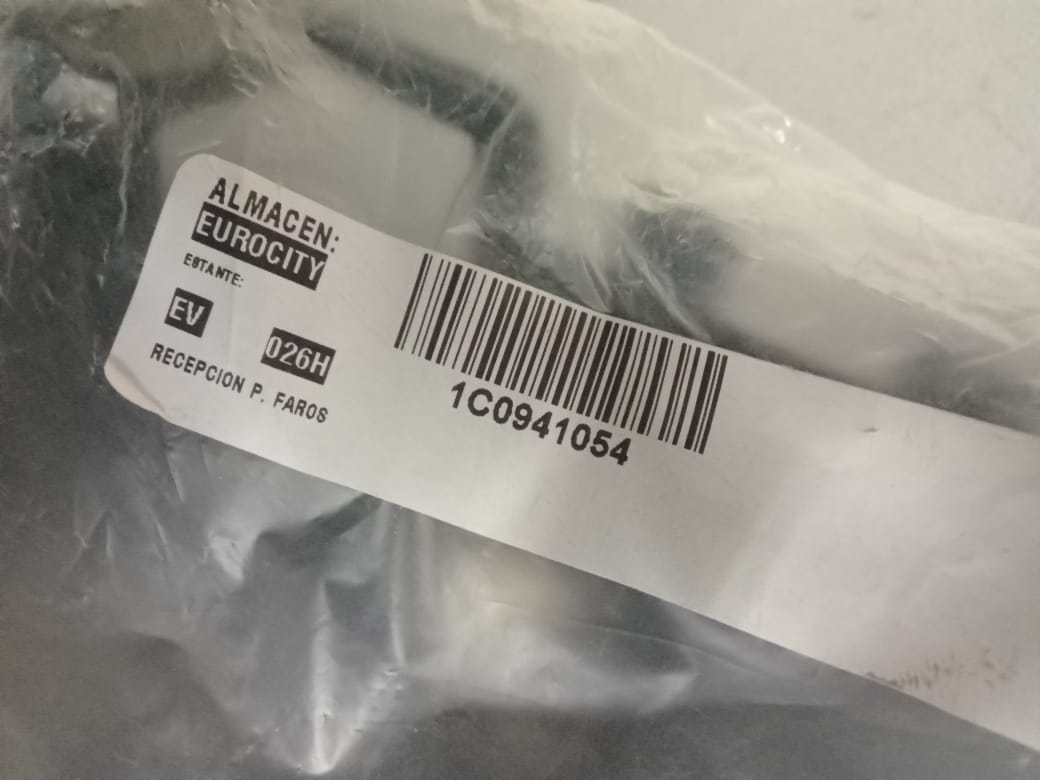 ALMACEN:
EUROCITY
ESTANTE:
EV 026H
RECEPCION P. FAROS
1C0941054